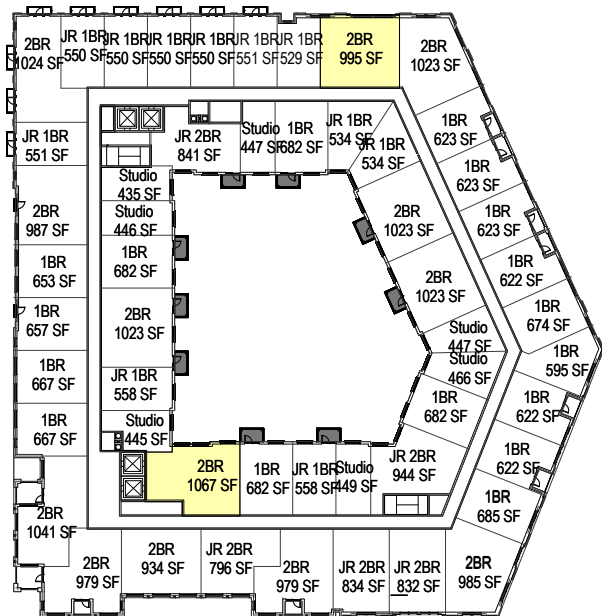 2BR
1024 SF
JR 1BR
550 SF
JR 1BR
550 SF
JR 1BR
550 SF
JR 1BR
550 SF
JR 1BR
551 SF
JR 1BR
529 SF
2BR
995 SF
2BR
1023 SF
1BR
623 SF
1BR
623 SF
1BR
623 SF
1BR
622 SF
1BR
674 SF
1BR
595 SF
1BR
622 SF
1BR
622 SF
1BR
685 SF
2BR
985 SF
JR 2BR
832 SF
JR 2BR
834 SF
2BR
979 SF
JR 2BR
796 SF
2BR
934 SF
2BR
979 SF
2BR
1041 SF
1BR
667 SF
1BR
667 SF
1BR
657 SF
1BR
653 SF
2BR
987 SF
JR 1BR
551 SF
JR 2BR
841 SF
Studio
447 SF
1BR
682 SF
JR 1BR
534 SF
JR 1BR
534 SF
2BR
1023 SF
2BR
1023 SF
Studio
447 SF
Studio
466 SF
1BR
682 SF
JR 2BR
944 SF
Studio
449 SF
JR 1BR
558 SF
1BR
682 SF
2BR
1067 SF
Studio
445 SF
JR 1BR
558 SF
2BR
1023 SF
1BR
682 SF
Studio
446 SF
Studio
435 SF